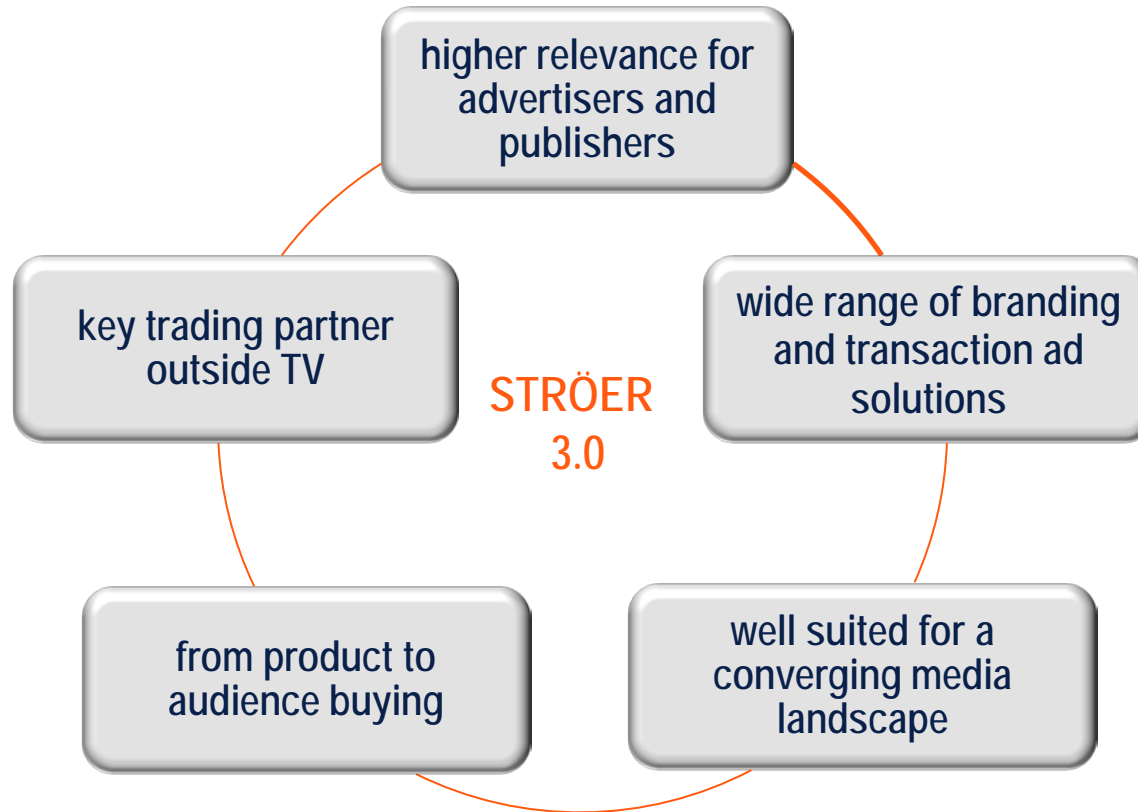 higher relevance for
advertisers and
publishers
key trading partner
outside TV
wide range of branding
and transaction ad
solutions
STRÖER
3.0
from product to
audience buying
well suited for a
converging media
landscape